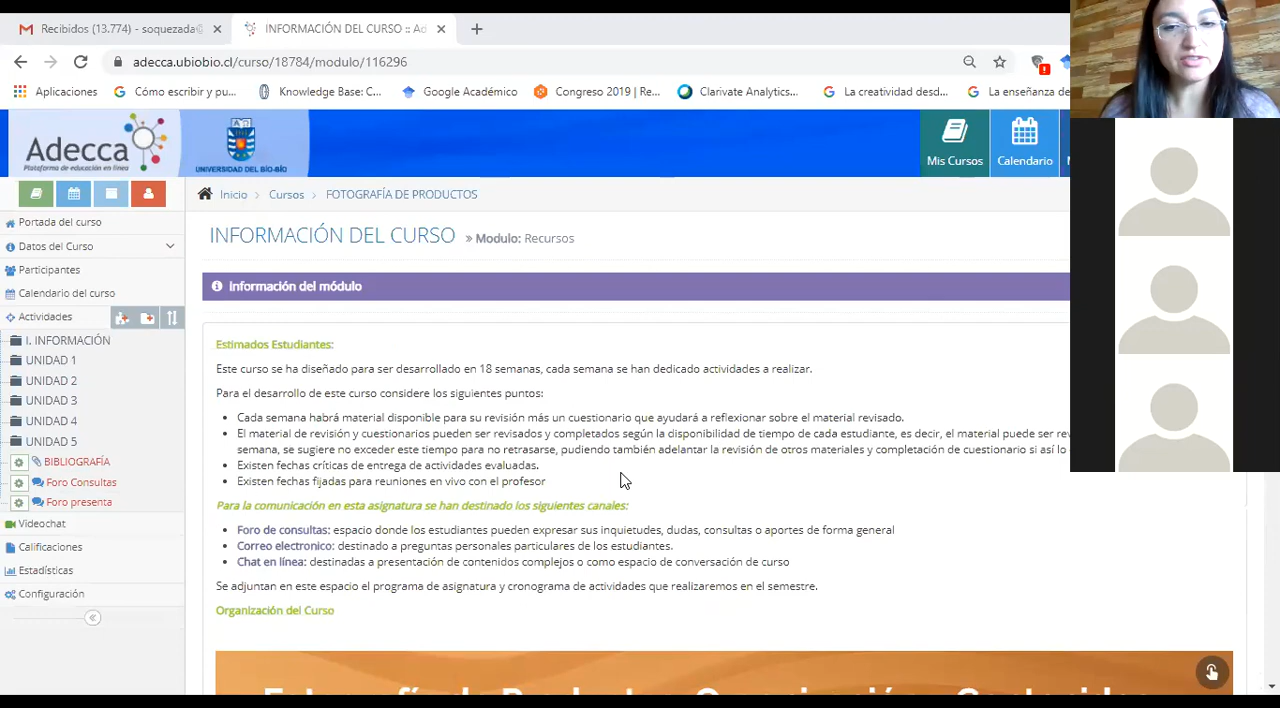 Recibidos (13.774) - soquezada@
INFORMACIÓN DEL CURSO :: Ad
adecca.ubiobio.cl/curso/18784/modulo/116296
Aplicaciones
Cómo escribir y pu...
Knowledge Base: C...
Google Académico
Congreso 2019 | Re...
Clarivate Analytics...
La creatividad desd...
La enseñanza de
Adecca
Plataforma de educación en línea
UNIVERSIDAD DEL BÍO-BÍO
Mis Cursos
Calendario
Inicio > Cursos > FOTOGRAFÍA DE PRODUCTOS
Portada del curso
Datos del Curso
Participantes
Calendario del curso
Actividades
I. INFORMACIÓN
UNIDAD 1
UNIDAD 2
UNIDAD 3
UNIDAD 4
UNIDAD 5
BIBLIOGRAFÍA
Foro Consultas
Foro presenta
Videochat
Calificaciones
Estadísticas
Configuración
INFORMACIÓN DEL CURSO » Modulo: Recursos
Información del módulo
Estimados Estudiantes:
Este curso se ha diseñado para ser desarrollado en 18 semanas, cada semana se han dedicado actividades a realizar.
Para el desarrollo de este curso considere los siguientes puntos:
• Cada semana habrá material disponible para su revisión más un cuestionario que ayudará a reflexionar sobre el material revisado.
• El material de revisión y cuestionarios pueden ser revisados y completados según la disponibilidad de tiempo de cada estudiante, es decir, el material puede ser rev
semana, se sugiere no exceder este tiempo para no retrasarse, pudiendo también adelantar la revisión de otros materiales y completación de cuestionario si así lo
• Existen fechas críticas de entrega de actividades evaluadas.
• Existen fechas fijadas para reuniones en vivo con el profesor
Para la comunicación en esta asignatura se han destinado los siguientes canales:
• Foro de consultas: espacio donde los estudiantes pueden expresar sus inquietudes, dudas, consultas o aportes de forma general
• Correo electronico: destinado a preguntas personales particulares de los estudiantes.
• Chat en línea: destinadas a presentación de contenidos complejos o como espacio de conversación de curso
Se adjuntan en este espacio el programa de asignatura y cronograma de actividades que realizaremos en el semestre.
Organización del Curso